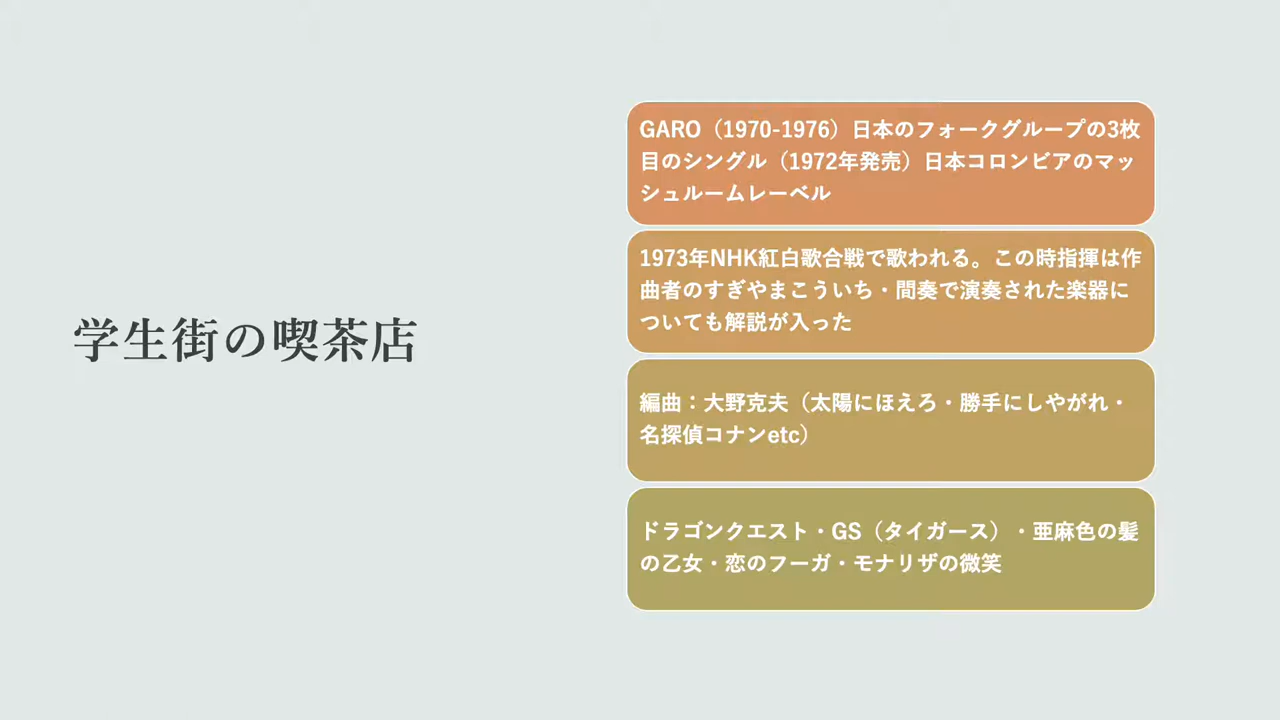 学生街の喫茶店
GARO（1970-1976）日本のフォークグループの3枚
目のシングル（1972年発売）日本コロンビアのマッ
シュルームレーベル
1973年NHK紅白歌合戦で歌われる。この時指揮は作
曲者のすぎやまこういち・間奏で演奏された楽器に
ついても解説が入った
編曲：大野克夫（太陽にほえろ・勝手にしやがれ・
名探偵コナンetc）
ドラゴンクエスト・GS（タイガース）・亜麻色の髪
の乙女・恋のフーガ・モナリザの微笑